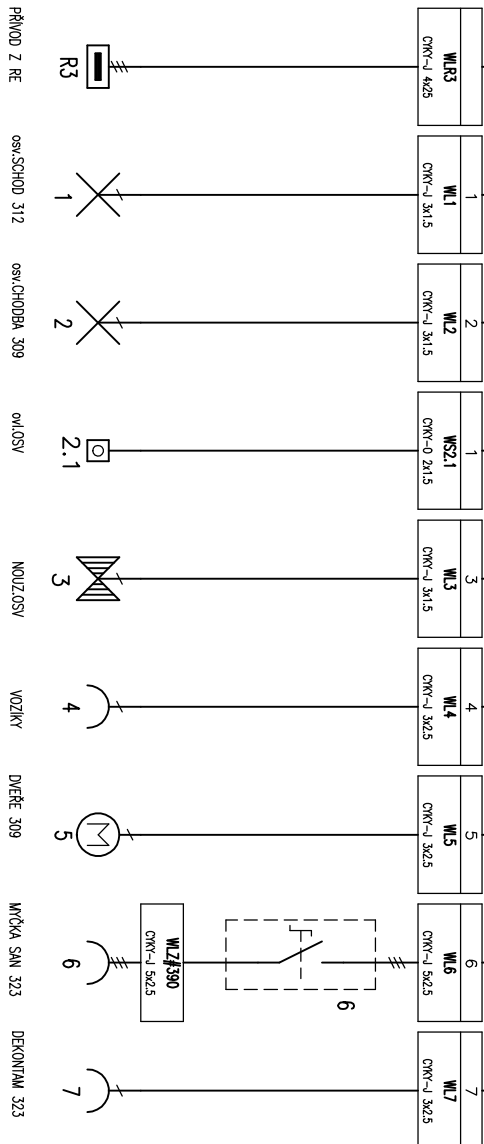 WLR3
CYKY-J 4x25
R3
PŘÍVOD Z RE
1
WL1
CYKY-J 3x1.5
1
osv.SCHOD 312
2
WL2
CYKY-J 3x1.5
2
osv.CHODBA 309
1
WS2.1
CYKY-O 2x1.5
2.1
ovl.OSV
3
WL3
CYKY-J 3x1.5
3
NOUZ.OSV
4
WL4
CYKY-J 3x2.5
4
VOZÍKY
5
WL5
CYKY-J 3x2.5
M
5
DVEŘE 309
6
WL6
CYKY-J 5x2.5
6
WLZ#390
CYKY-J 5x2.5
6
MYČKA SAN 323
7
WL7
CYKY-J 3x2.5
7
DEKONTAM 323